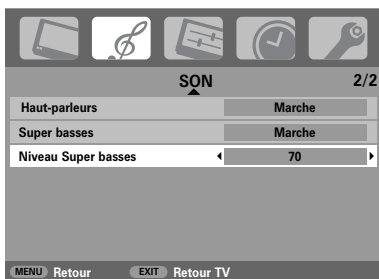 SON 2/2
Haut-parleurs Marche
Super basses Marche
Niveau Super basses 70
MENU Retour EXIT Retour TV